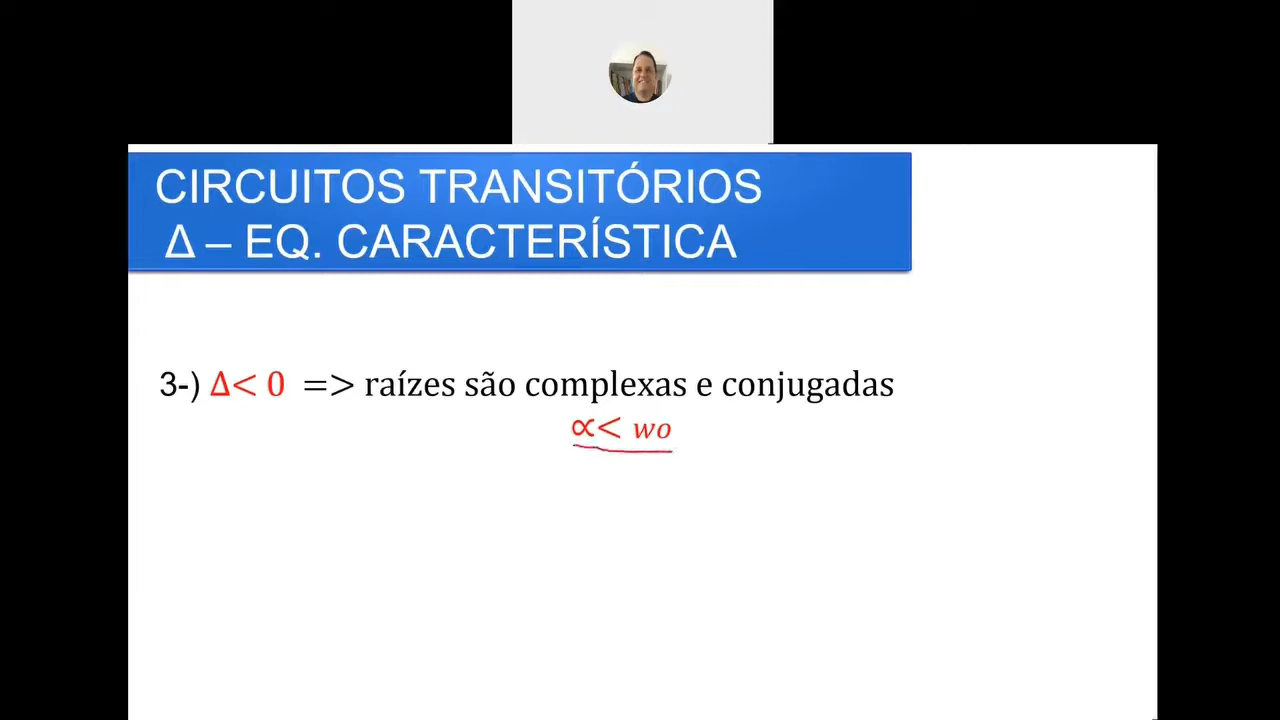 CIRCUITOS TRANSITÓRIOS
Δ – EQ. CARACTERÍSTICA
3-) Δ< 0 => raízes são complexas e conjugadas
∝< wo